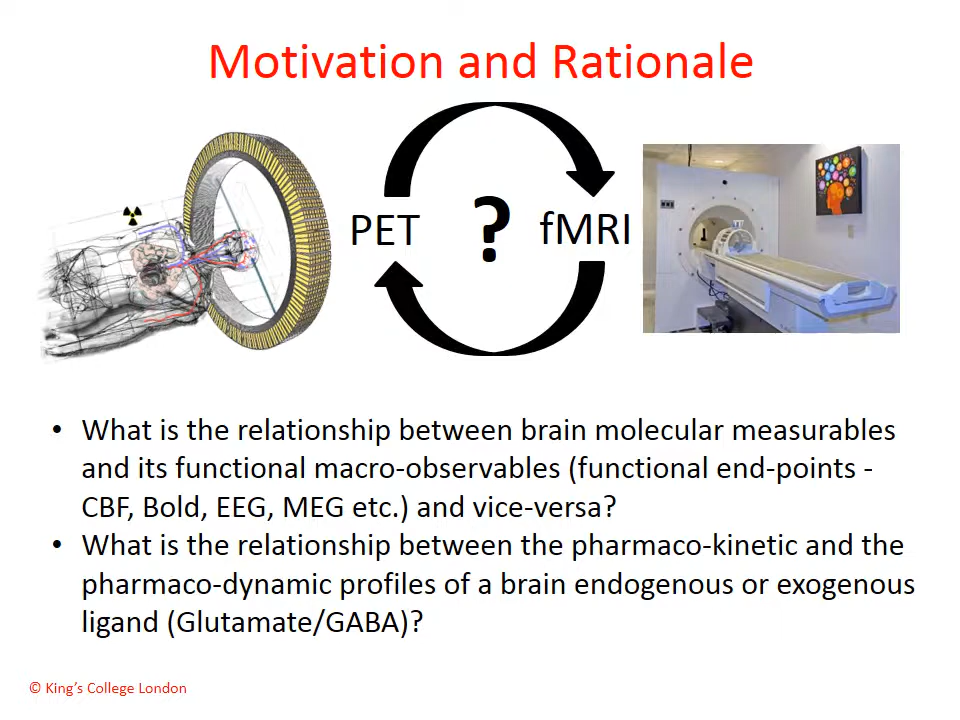 Motivation and Rationale
PET
?
fMRI
• What is the relationship between brain molecular measurables
and its functional macro-observables (functional end-points -
CBF, Bold, EEG, MEG etc.) and vice-versa?
• What is the relationship between the pharmaco-kinetic and the
pharmaco-dynamic profiles of a brain endogenous or exogenous
ligand (Glutamate/GABA)?
© King’s College London